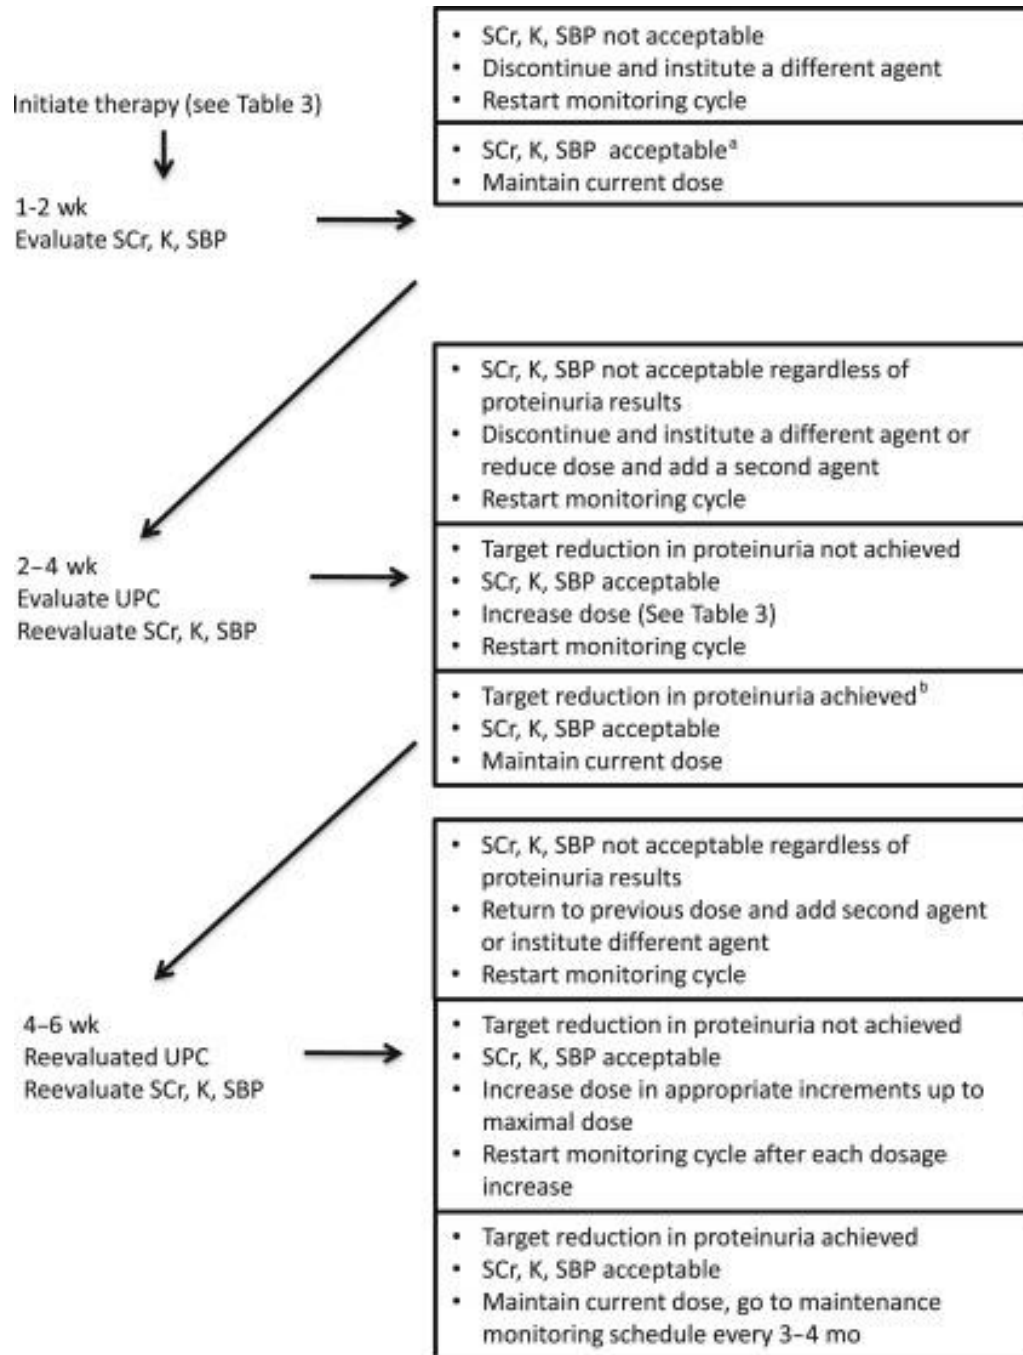 Initiate therapy (see Table 3)
• SCr, K, SBP not acceptable
• Discontinue and institute a different agent
• Restart monitoring cycle
• SCr, K, SBP acceptableᵃ
• Maintain current dose
1-2 wk
Evaluate SCr, K, SBP
• SCr, K, SBP not acceptable regardless of
proteinuria results
• Discontinue and institute a different agent or
reduce dose and add a second agent
• Restart monitoring cycle
2–4 wk
Evaluate UPC
Reevaluate SCr, K, SBP
• Target reduction in proteinuria not achieved
• SCr, K, SBP acceptable
• Increase dose (See Table 3)
• Restart monitoring cycle
• Target reduction in proteinuria achievedᵇ
• SCr, K, SBP acceptable
• Maintain current dose
• SCr, K, SBP not acceptable regardless of
proteinuria results
• Return to previous dose and add second agent
or institute different agent
• Restart monitoring cycle
4–6 wk
Reevaluated UPC
Reevaluate SCr, K, SBP
• Target reduction in proteinuria not achieved
• SCr, K, SBP acceptable
• Increase dose in appropriate increments up to
maximal dose
• Restart monitoring cycle after each dosage
increase
• Target reduction in proteinuria achieved
• SCr, K, SBP acceptable
• Maintain current dose, go to maintenance
monitoring schedule every 3–4 mo